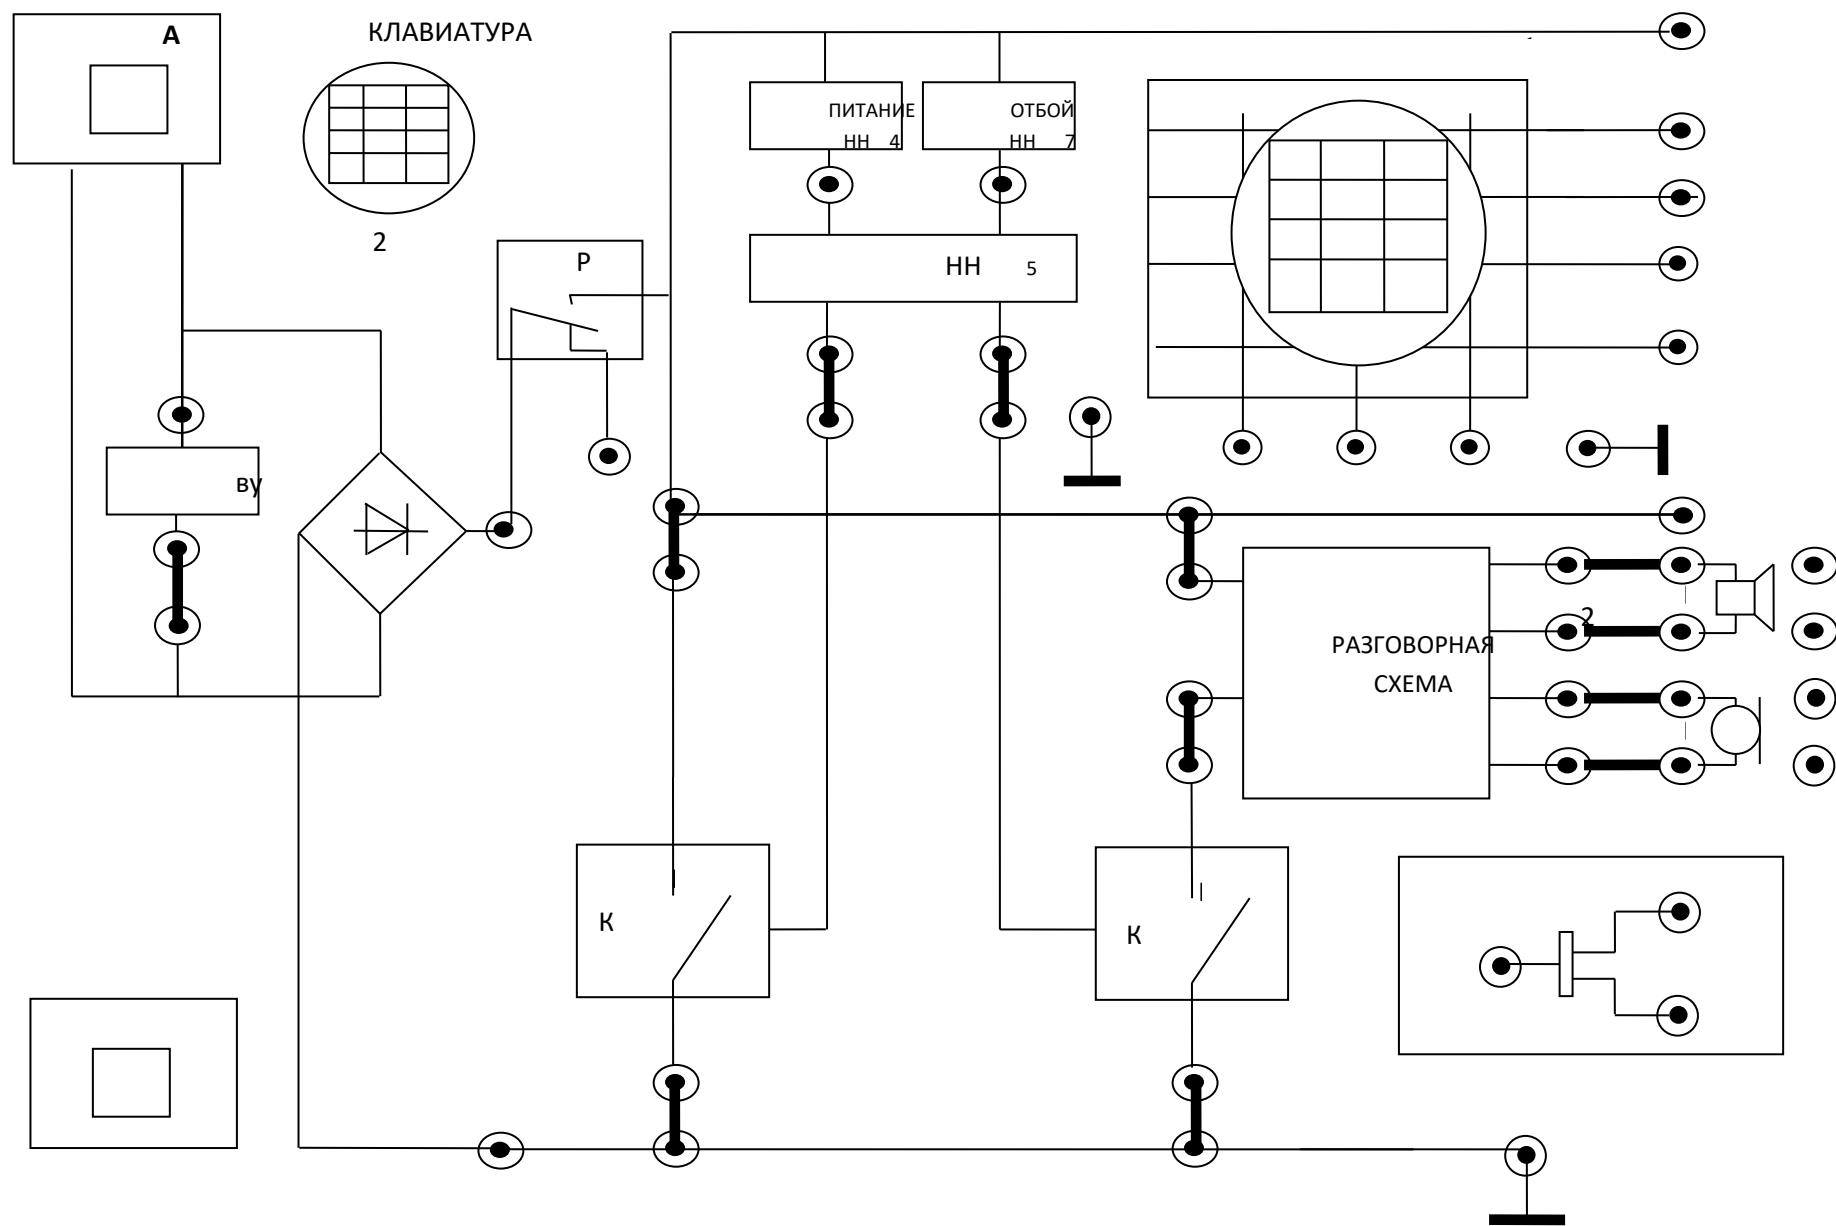 А
КЛАВИАТУРА
2
Р
ПИТАНИЕ
НН 4
ОТБОЙ
НН 7
НН 5
ву
2
РАЗГОВОРНАЯ
СХЕМА
К
К